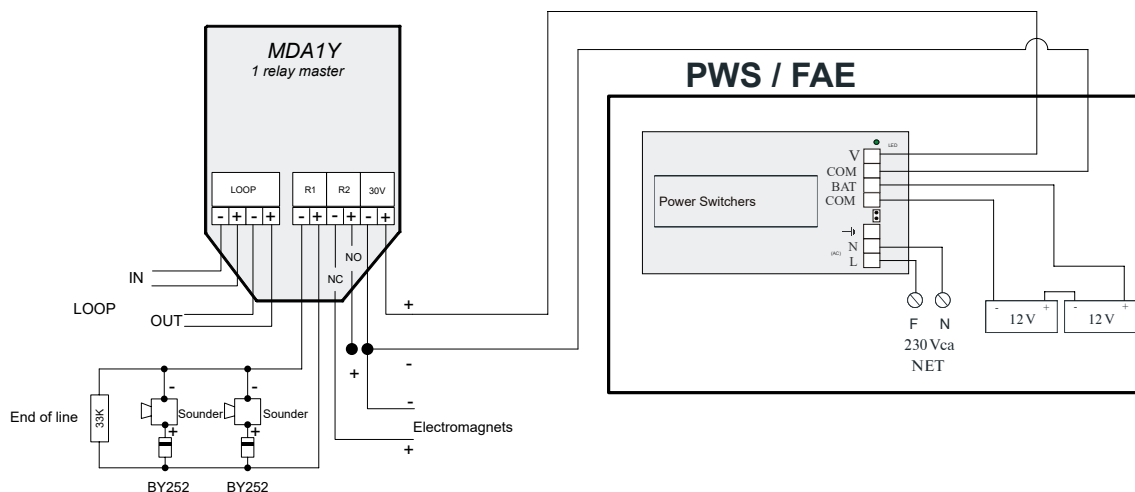 MDA1Y
1 relay master
LOOP R1 R2 30V
- + - + - + - + - +
NO
NC
IN
LOOP
OUT
+
-
+
-
Electromagnets
+
End of line
33K
-
Sounder
+
-
Sounder
+
BY252 BY252
PWS / FAE
LED
V
COM
BAT
COM
Power Switchers
(AC)
N
L
F N
230 Vca
NET
- +
12 V
- +
12 V